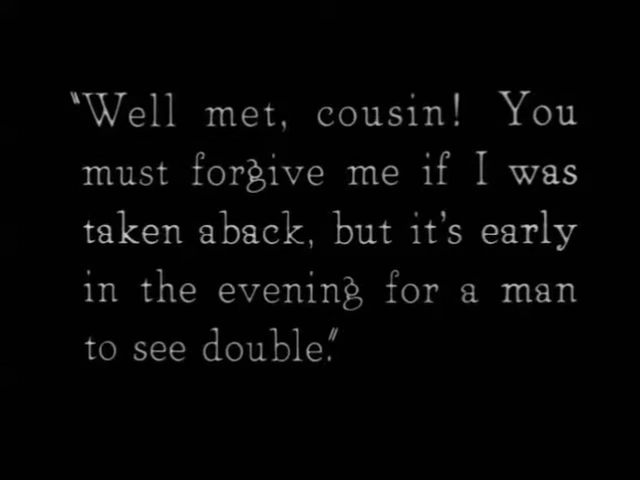 "Well met, cousin! You
must forgive me if I was
taken aback, but it's early
in the evening for a man
to see double."